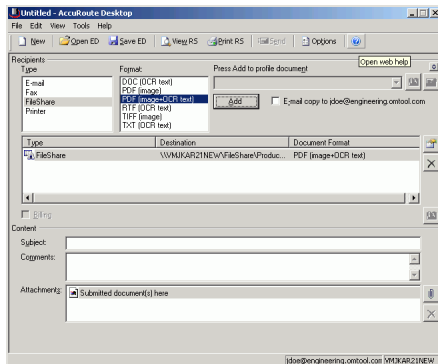 Untitled - AccuRoute Desktop
File Edit View Tools Help
New Open ED Save ED View RS Print RS Send Options
Open web help
Recipients
Type Format Press Add to profile document
E-mail
Fax
FileShare
Printer
DOC (OCR text)
PDF (image)
PDF (image+OCR text)
RTF (OCR text)
TIFF (image)
TXT (OCR text)
Add E-mail copy to jdoe@engineering.omtool.com
Type Destination Document Format
FileShare \\VMJKAR21NEW\FileShare\Produc... PDF (image+OCR text)
Billing
Content
Subject:
Comments:
Attachments: Submitted document(s) here
jdoe@engineering.omtool.com VMJKAR21NEW